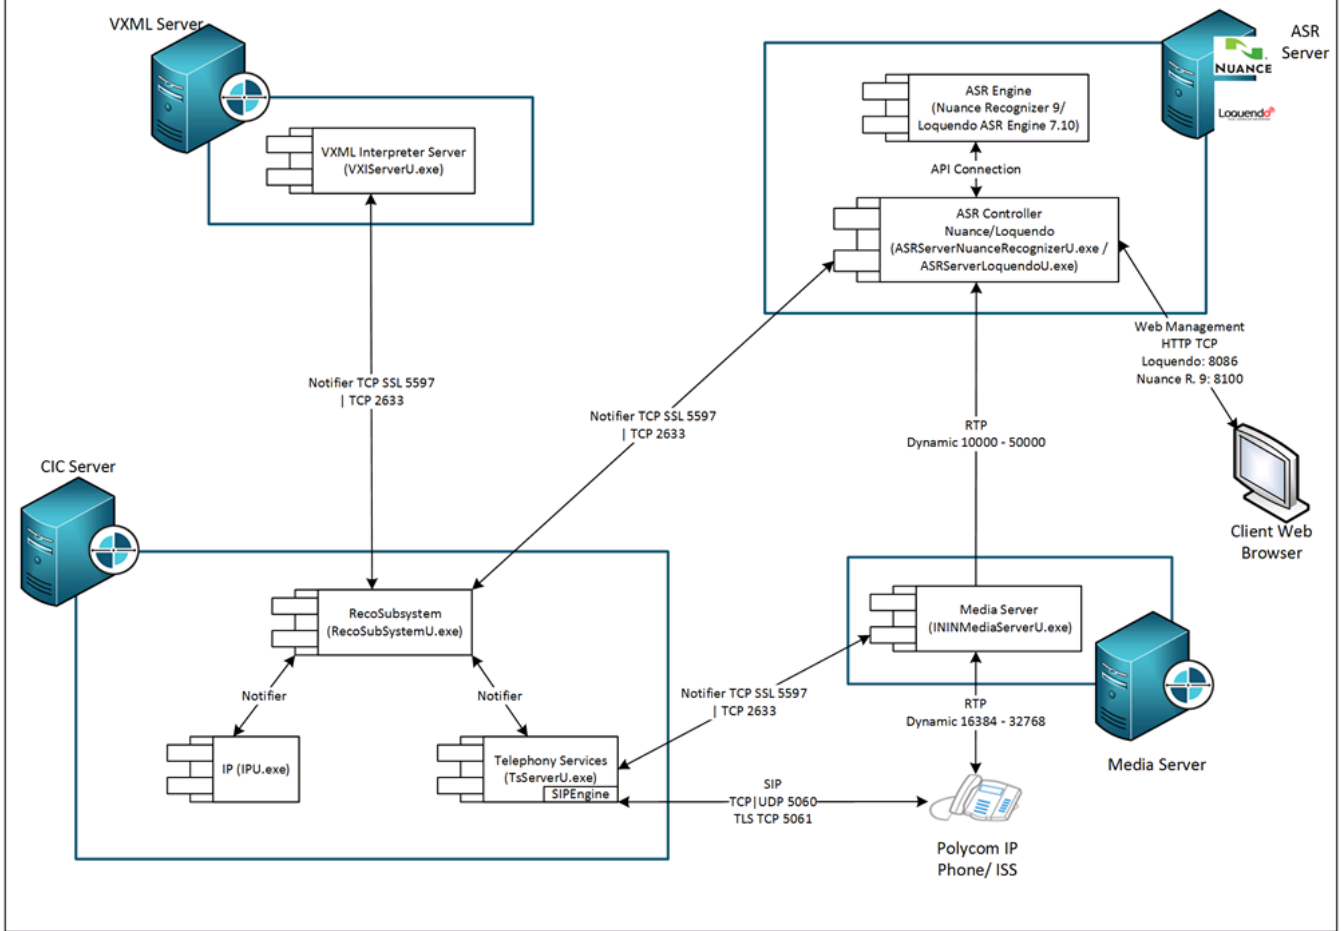 VXML Server
VXML Interpreter Server
(VXIServerU.exe)
ASR
Server
NUANCE
Loquendo
ASR Engine
(Nuance Recognizer 9/
Loquendo ASR Engine 7.10)
API Connection
ASR Controller
Nuance/Loquendo
(ASRServerNuanceRecognizerU.exe /
ASRServerLoquendoU.exe)
Web Management
HTTP TCP
Loquendo: 8086
Nuance R. 9: 8100
Notifier TCP SSL 5597
| TCP 2633
Notifier TCP SSL 5597
| TCP 2633
RTP
Dynamic 10000 - 50000
Client Web
Browser
CIC Server
RecoSubsystem
(RecoSubSystemU.exe)
Notifier
Notifier
IP (IPU.exe)
Telephony Services
(TsServerU.exe)
SIPEngine
Notifier TCP SSL 5597
| TCP 2633
Media Server
(ININMediaServerU.exe)
RTP
Dynamic 16384 - 32768
Media Server
SIP
TCP|UDP 5060
TLS TCP 5061
Polycom IP
Phone/ ISS